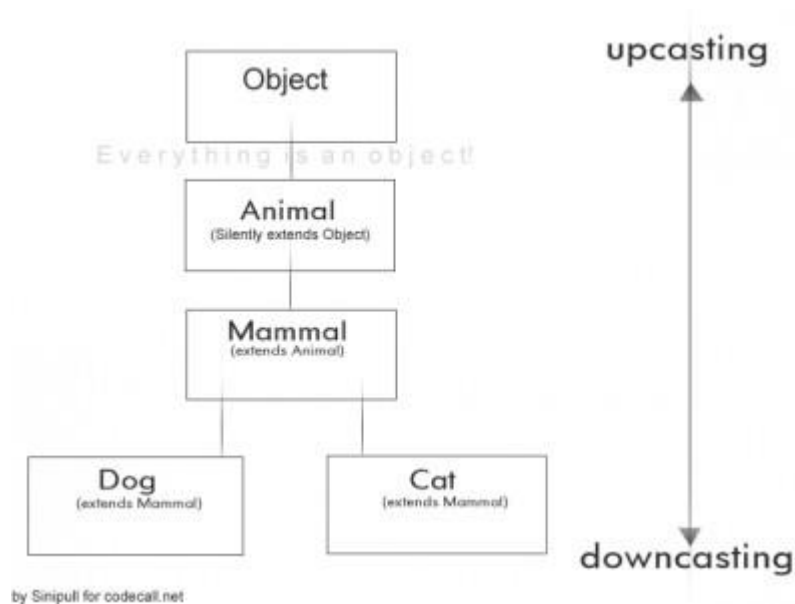 upcasting
Object
Everything is an object!
Animal
(Silently extends Object)
Mammal
(extends Animal)
Dog
(extends Mammal)
Cat
(extends Mammal)
downcasting
by Sinipull for codecall.net